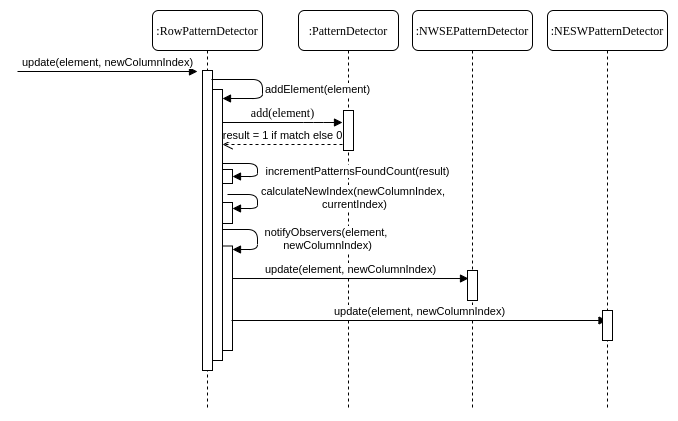 :RowPatternDetector
:PatternDetector
:NWSEPatternDetector
:NESWPatternDetector
update(element, newColumnIndex)
addElement(element)
add(element)
result = 1 if match else 0
incrementPatternsFoundCount(result)
calculateNewIndex(newColumnIndex,
currentIndex)
notifyObservers(element,
newColumnIndex)
update(element, newColumnIndex)
update(element, newColumnIndex)